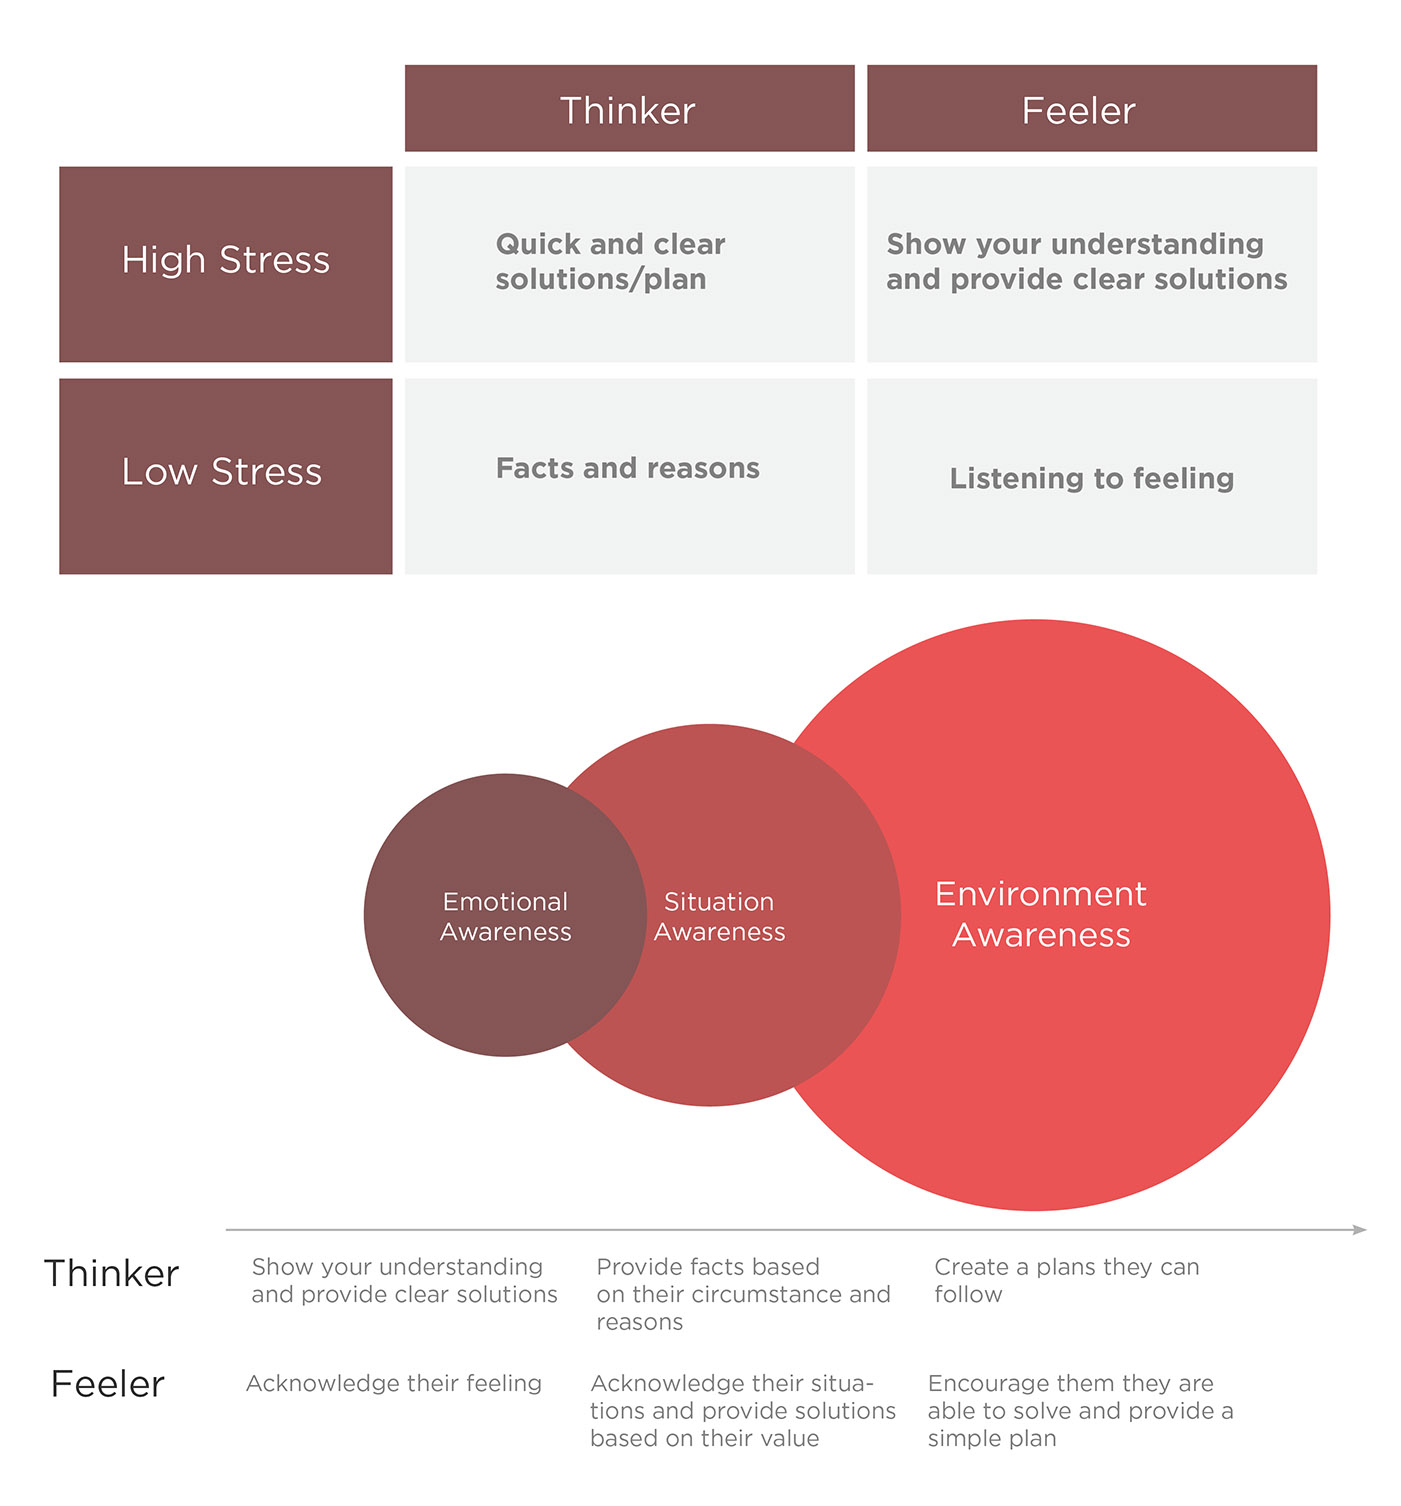 Thinker
Feeler
High Stress
Quick and clear
solutions/plan
Show your understanding
and provide clear solutions
Low Stress
Facts and reasons
Listening to feeling
Emotional
Awareness
Situation
Awareness
Environment
Awareness
Thinker
Show your understanding
and provide clear solutions
Provide facts based
on their circumstance and
reasons
Create a plans they can
follow
Feeler
Acknowledge their feeling
Acknowledge their situa-
tions and provide solutions
based on their value
Encourage them they are
able to solve and provide a
simple plan